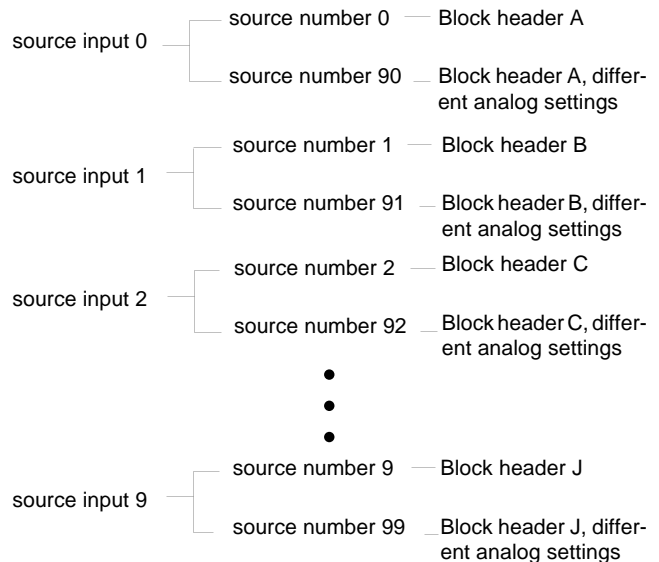 source input 0
source number 0
Block header A
source number 90
Block header A, differ-
ent analog settings
source input 1
source number 1
Block header B
source number 91
Block header B, differ-
ent analog settings
source input 2
source number 2
Block header C
source number 92
Block header C, differ-
ent analog settings
source input 9
source number 9
Block header J
source number 99
Block header J, differ-
ent analog settings